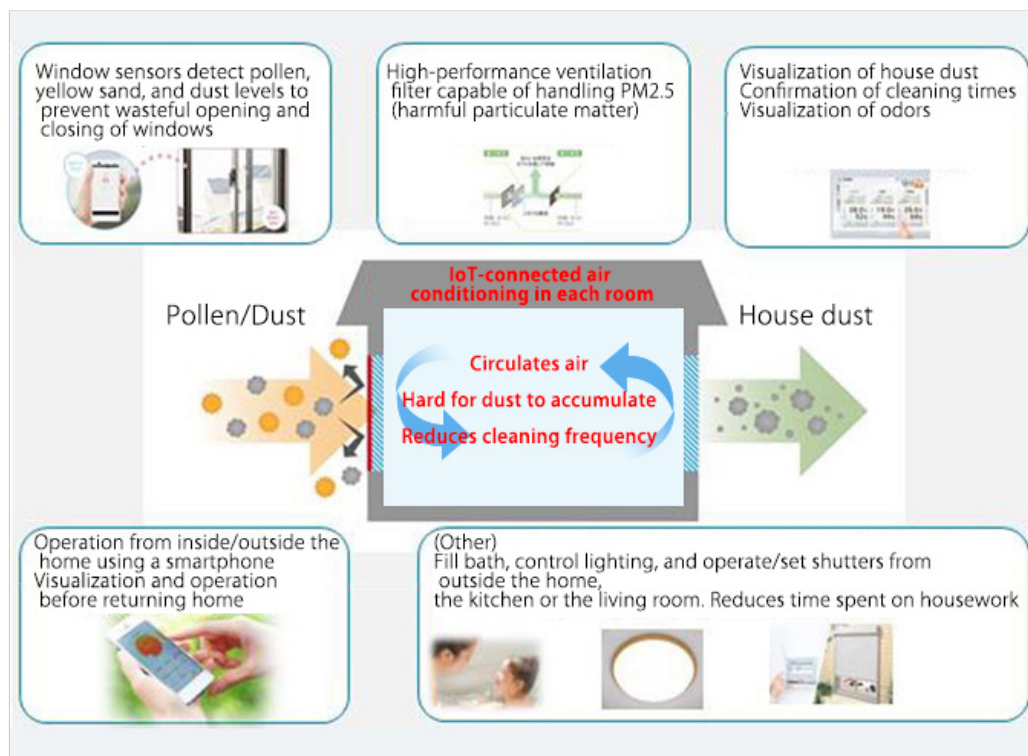 Window sensors detect pollen,
yellow sand, and dust levels to
prevent wasteful opening and
closing of windows
High-performance ventilation
filter capable of handling PM2.5
(harmful particulate matter)
Visualization of house dust
Confirmation of cleaning times
Visualization of odors
IoT-connected air
conditioning in each room
Pollen/Dust
House dust
Circulates air
Hard for dust to accumulate
Reduces cleaning frequency
Operation from inside/outside the
home using a smartphone
Visualization and operation
before returning home
(Other)
Fill bath, control lighting, and operate/set shutters from
outside the home,
the kitchen or the living room. Reduces time spent on housework